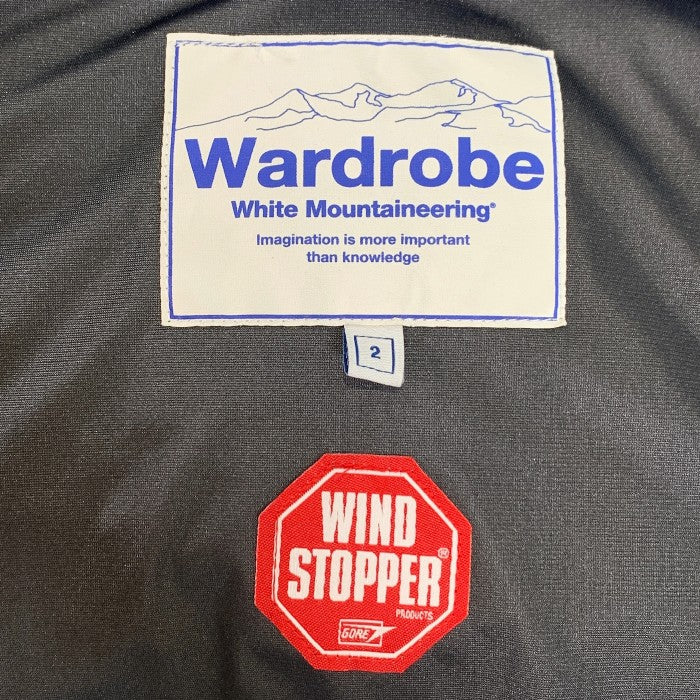 Wardrobe
White Mountaineering®
Imagination is more important
than knowledge
2
WIND
STOPPER®
PRODUCTS
GORE